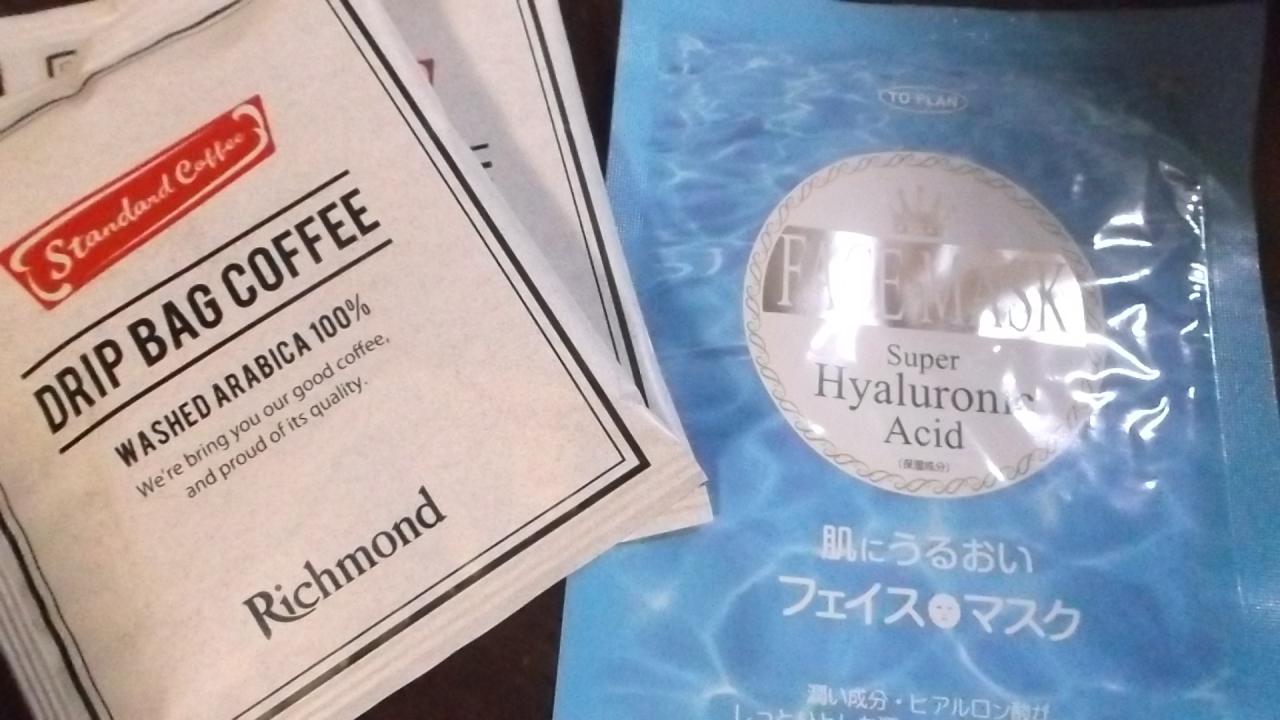 Standard Coffee
DRIP BAG COFFEE
WASHED ARABICA 100%
We're bring you our good coffee,
and proud of its quality.
Richmond
TO-PLAN
FACE MASK
Super
Hyaluronic
Acid
(保湿成分)
肌にうるおい
フェイスマスク
潤い成分・ヒアルロン酸が